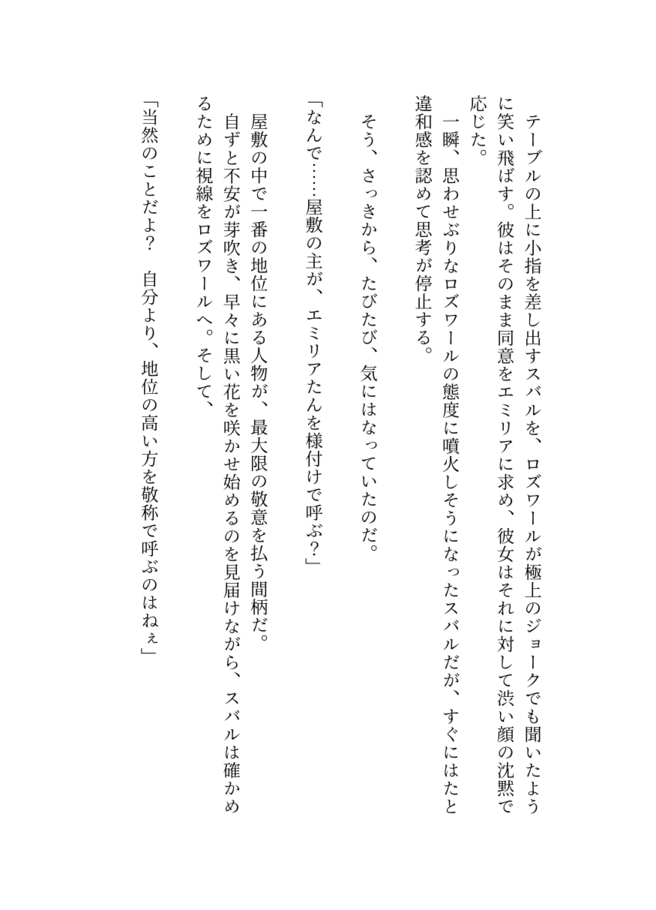 テーブルの上に小指を差し出すスバルを、ロズワールが極上のジョークでも聞いたよう
に笑い飛ばす。彼はそのまま同意をエミリアに求め、彼女はそれに対して渋い顔の沈黙で
応じた。
一瞬、思わせぶりなロズワールの態度に噴火しそうになったスバルだが、すぐにはたと
違和感を認めて思考が停止する。
そう、さっきから、たびたび、気にはなっていたのだ。
「なんで……屋敷の主が、エミリアたんを様付けで呼ぶ？」
屋敷の中で一番の地位にある人物が、最大限の敬意を払う間柄だ。
自ずと不安が芽吹き、早々に黒い花を咲かせ始めるのを見届けながら、スバルは確かめ
るために視線をロズワールへ。そして、
「当然のことだよ？　自分より、地位の高い方を敬称で呼ぶのはねぇ」